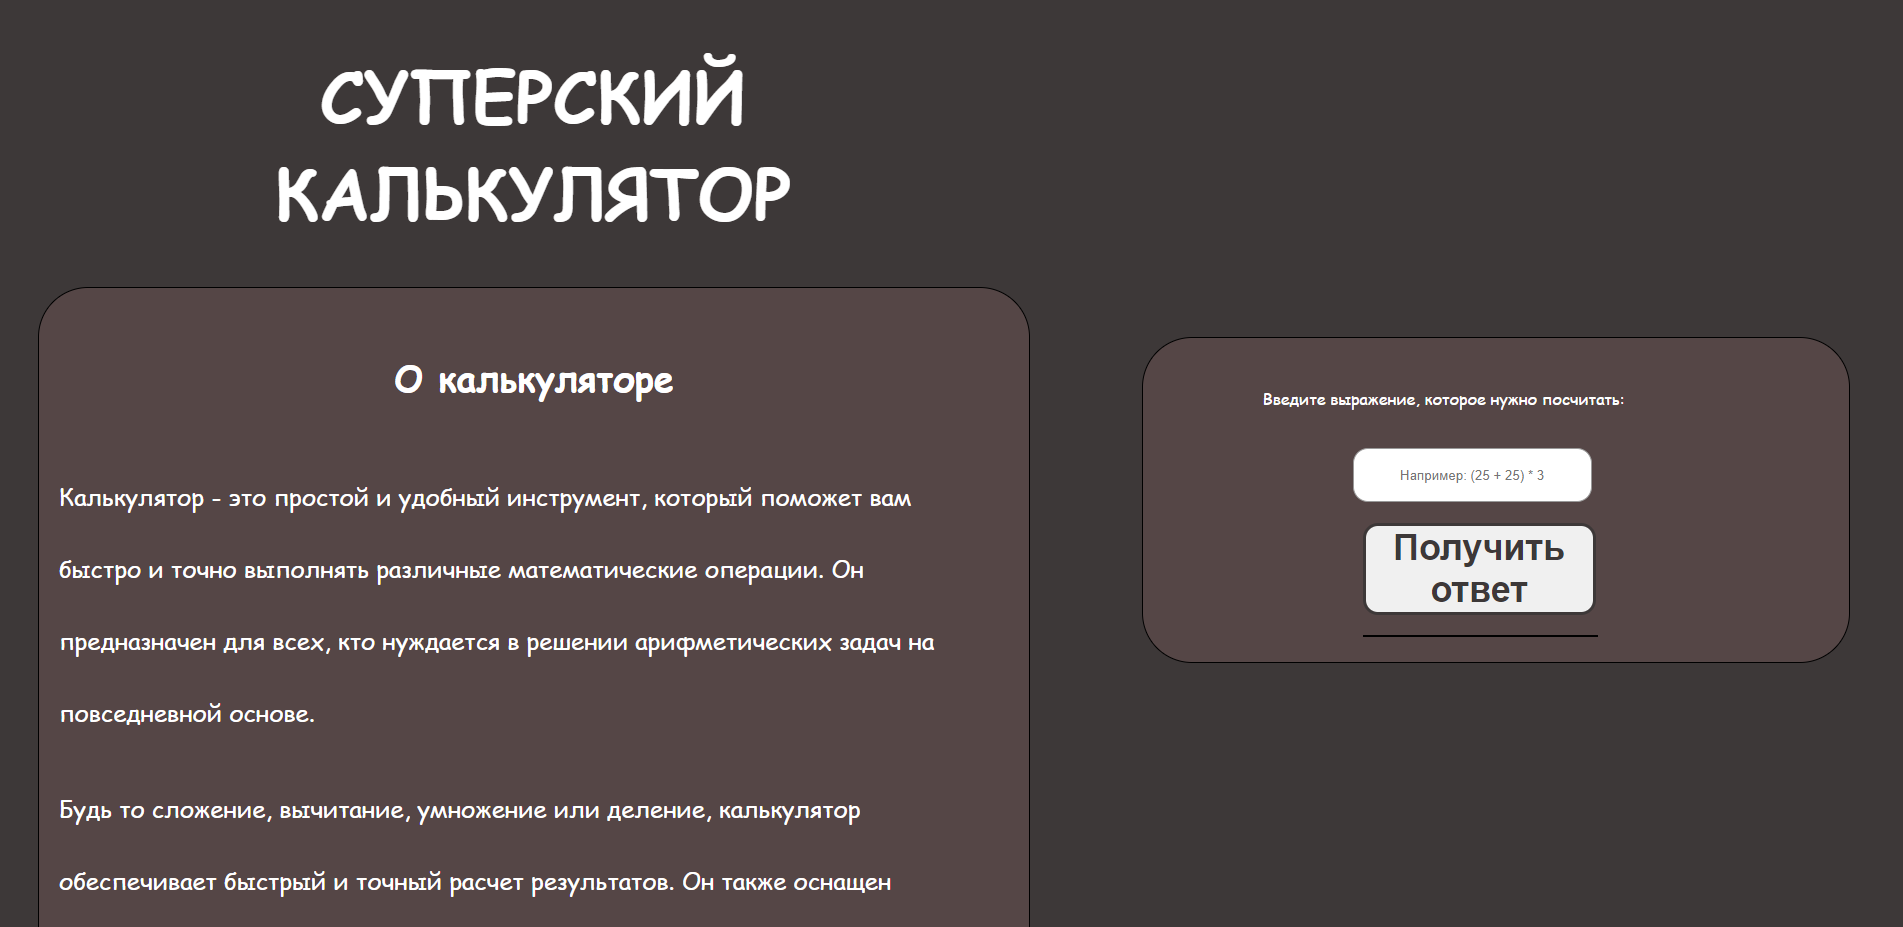 СУПЕРСКИЙ
КАЛЬКУЛЯТОР
О калькуляторе
Калькулятор - это простой и удобный инструмент, который поможет вам
быстро и точно выполнять различные математические операции. Он
предназначен для всех, кто нуждается в решении арифметических задач на
повседневной основе.
Будь то сложение, вычитание, умножение или деление, калькулятор
обеспечивает быстрый и точный расчет результатов. Он также оснащен
Введите выражение, которое нужно посчитать:
Например: (25 + 25) * 3
Получить
ответ